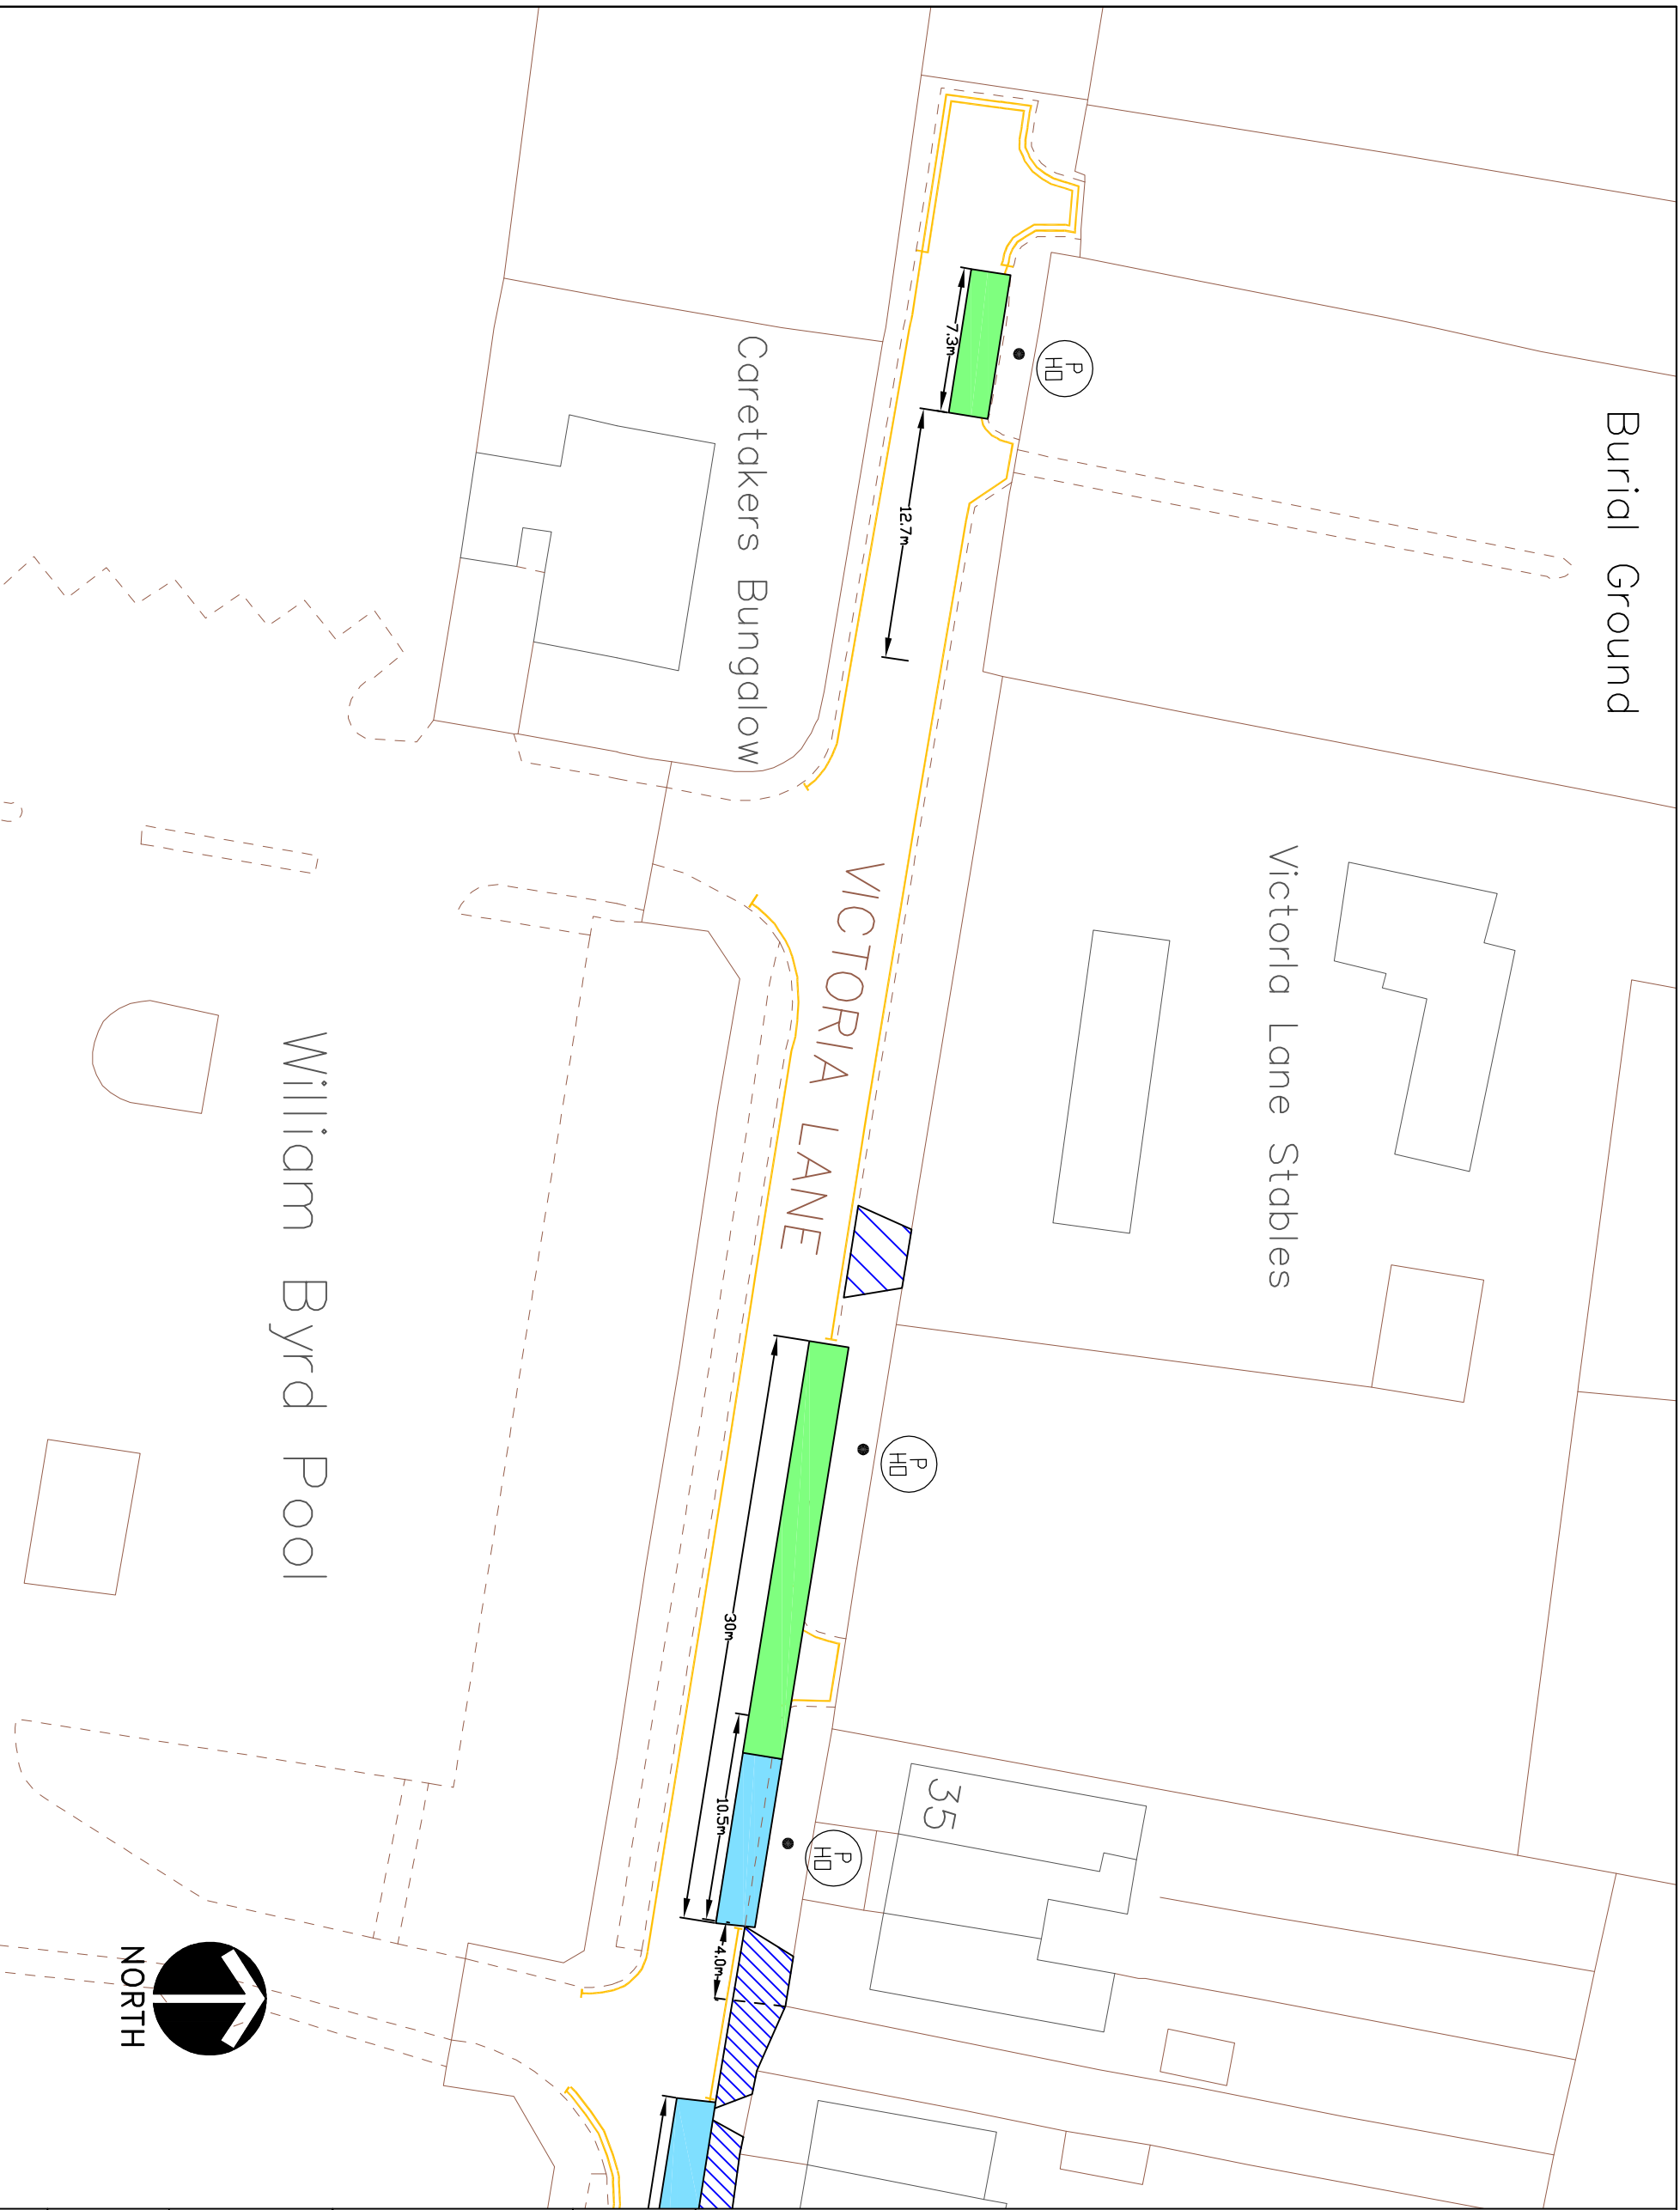 Burial Ground
P
HD
7.3m
12.7m
Caretakers Bungalow
Victoria Lane Stables
VICTORIA LANE
William Byrd Pool
P
HD
30m
10.5m
P
HD
35
4.0m
NORTH